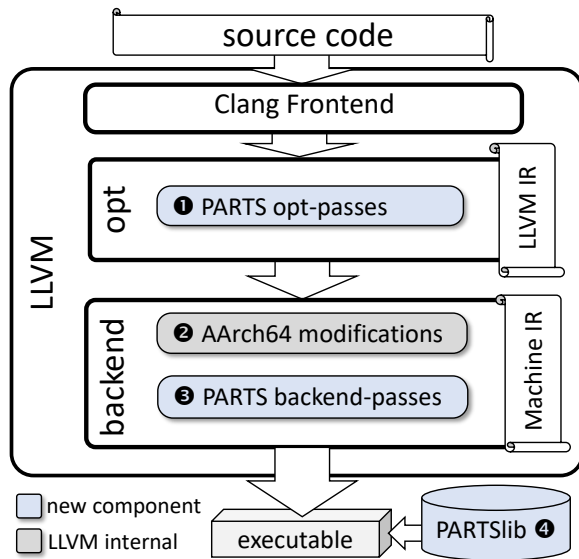 source code
LLVM
Clang Frontend
opt
❶ PARTS opt-passes
LLVM IR
backend
❷ AArch64 modifications
❸ PARTS backend-passes
Machine IR
new component
LLVM internal
executable
PARTSlib ❹